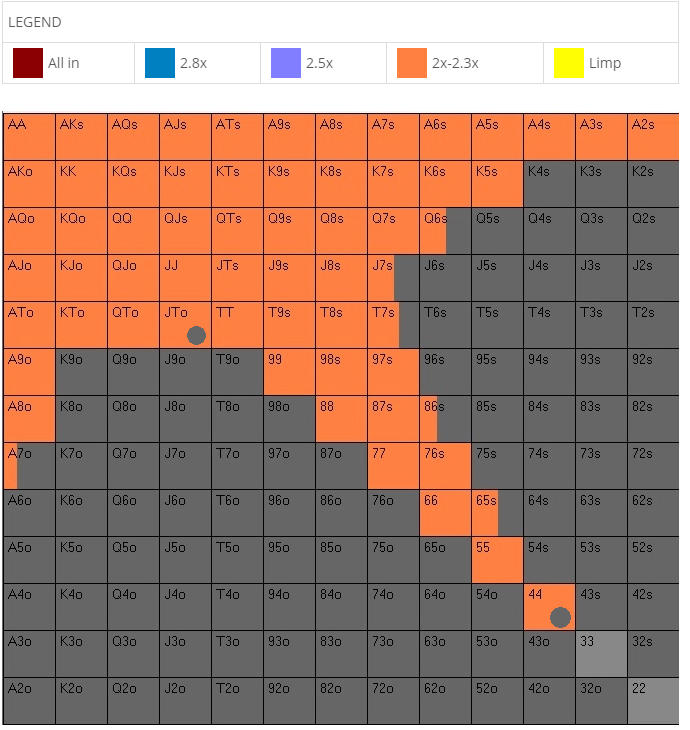 LEGEND
All in 2.8x 2.5x 2x-2.3x Limp
AA AKs AQs AJs ATs A9s A8s A7s A6s A5s A4s A3s A2s
AKo KK KQs KJs KTs K9s K8s K7s K6s K5s K4s K3s K2s
AQo KQo QQ QJs QTs Q9s Q8s Q7s Q6s Q5s Q4s Q3s Q2s
AJo KJo QJo JJ JTs J9s J8s J7s J6s J5s J4s J3s J2s
ATo KTo QTo JTo TT T9s T8s T7s T6s T5s T4s T3s T2s
A9o K9o Q9o J9o T9o 99 98s 97s 96s 95s 94s 93s 92s
A8o K8o Q8o J8o T8o 98o 88 87s 86s 85s 84s 83s 82s
A7o K7o Q7o J7o T7o 97o 87o 77 76s 75s 74s 73s 72s
A6o K6o Q6o J6o T6o 96o 86o 76o 66 65s 64s 63s 62s
A5o K5o Q5o J5o T5o 95o 85o 75o 65o 55 54s 53s 52s
A4o K4o Q4o J4o T4o 94o 84o 74o 64o 54o 44 43s 42s
A3o K3o Q3o J3o T3o 93o 83o 73o 63o 53o 43o 33 32s
A2o K2o Q2o J2o T2o 92o 82o 72o 62o 52o 42o 32o 22